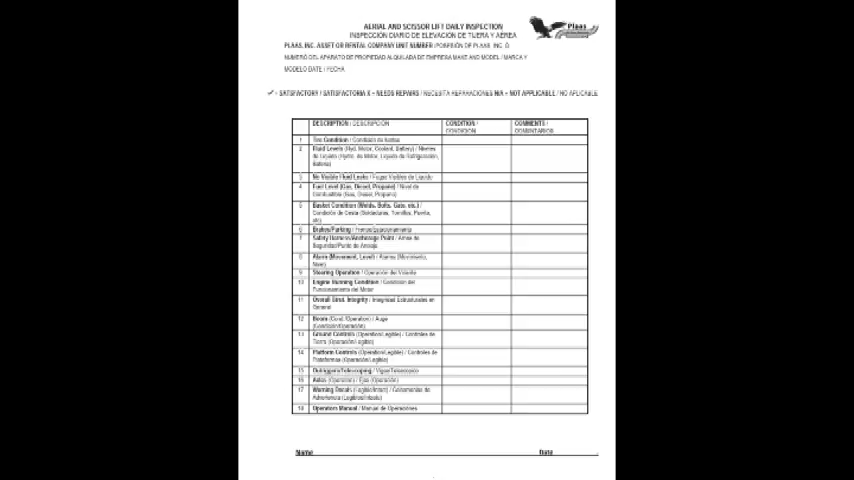 AERIAL AND SCISSOR LIFT DAILY INSPECTION
INSPECCIÓN DIARIO DE ELEVACIÓN DE TIJERA Y AEREA
Plaas
PLAAS, INC. ASSET OR RENTAL COMPANY UNIT NUMBER / PORSIÓN DE PLAAS, INC. Ó
NUMERÓ DEL APARATO DE PROPIEDAD ALQUILADA DE EMPRESA MAKE AND MODEL / MARCA Y
MODELO DATE / FECHA
✓ = SATISFACTORY / SATISFACTORIA X = NEEDS REPAIRS / NECESITA REPARACIONES N/A = NOT APPLICABLE / NO APLICABLE
DESCRIPTION / DESCRIPCIÓN CONDITION / CONDICIÓN COMMENTS / COMENTARIOS
1 Tire Condition / Condición de llantas
2 Fluid Levels (Hyd. Motor, Coolant, Battery) / Niveles
de Líquido (Hydro. de Motor, Líquido de Refrigeración,
Batería)
3 No Visible Fluid Leaks / Fugas Visibles de Líquido
4 Fuel Level (Gas, Diesel, Propane) / Nivel de
Combustible (Gas, Diesel, Propano)
5 Basket Condition (Welds, Bolts, Gate, etc.) /
Condición de Cesta (Soldaduras, Tornillos, Puerta,
etc)
6 Brakes/Parking / Frenos/Estacionamiento
7 Safety Harness/Anchorage Point / Arnés de
Seguridad/Punto de Anclaje
8 Alarm (Movement, Level) / Alarma (Movimiento,
Nivel)
9 Steering Operation / Operación del Volante
10 Engine Running Condition / Condición del
Funcionamiento del Motor
11 Overall Strut. Integrity / Integridad Estructurales en
General
12 Boom (Cond./Operation) / Auge
(Condición/Operación)
13 Ground Controls (Operation/Legible) / Controles de
Tierra (Operación/Legible)
14 Platform Controls (Operation/Legible) / Controles de
Plataformas (Operación/Legible)
15 Outriggers/Telescoping / Vigas/Telescópico
16 Axles (Operation) / Ejes (Operación)
17 Warning Decals (Legible/Intact) / Calcomanías de
Advertencia (Legibles/Intacto)
18 Operators Manual / Manual de Operaciones
Name Date